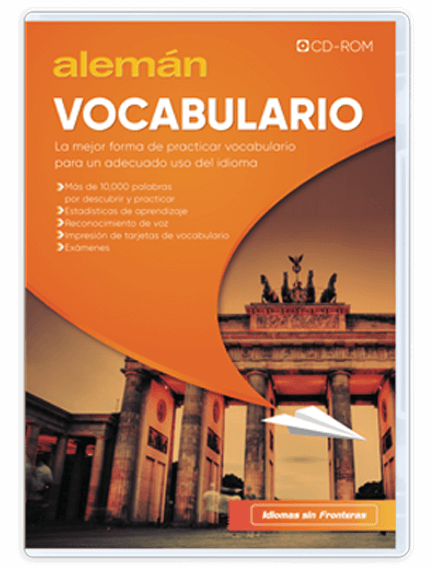 CD-ROM
alemán
VOCABULARIO
La mejor forma de practicar vocabulario
para un adecuado uso del idioma
Más de 10,000 palabras
por descubrir y practicar
Estadísticas de aprendizaje
Reconocimiento de voz
Impresión de tarjetas de vocabulario
Exámenes
Idiomas sin Fronteras